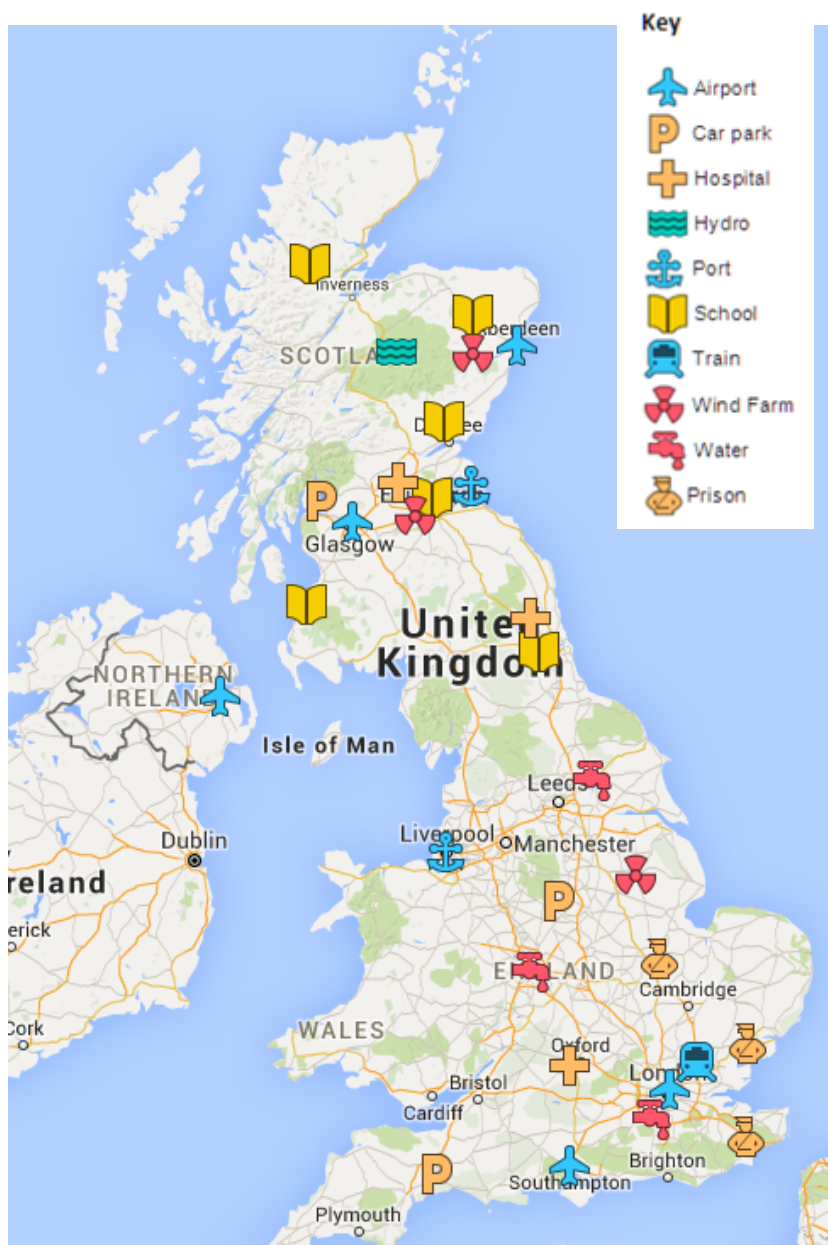 Key
Airport
Car park
Hospital
Hydro
Port
School
Train
Wind Farm
Water
Prison
Inverness
Aberdeen
SCOTLA
D
ee
Glasgow
United
Kingdom
NORTHERN
IRELAND
Isle of Man
Leeds
Dublin
Liverpool
Manchester
reland
erick
ENGLAND
Cambridge
Cork
WALES
Oxford
London
Bristol
Cardiff
Brighton
Southampton
Plymouth